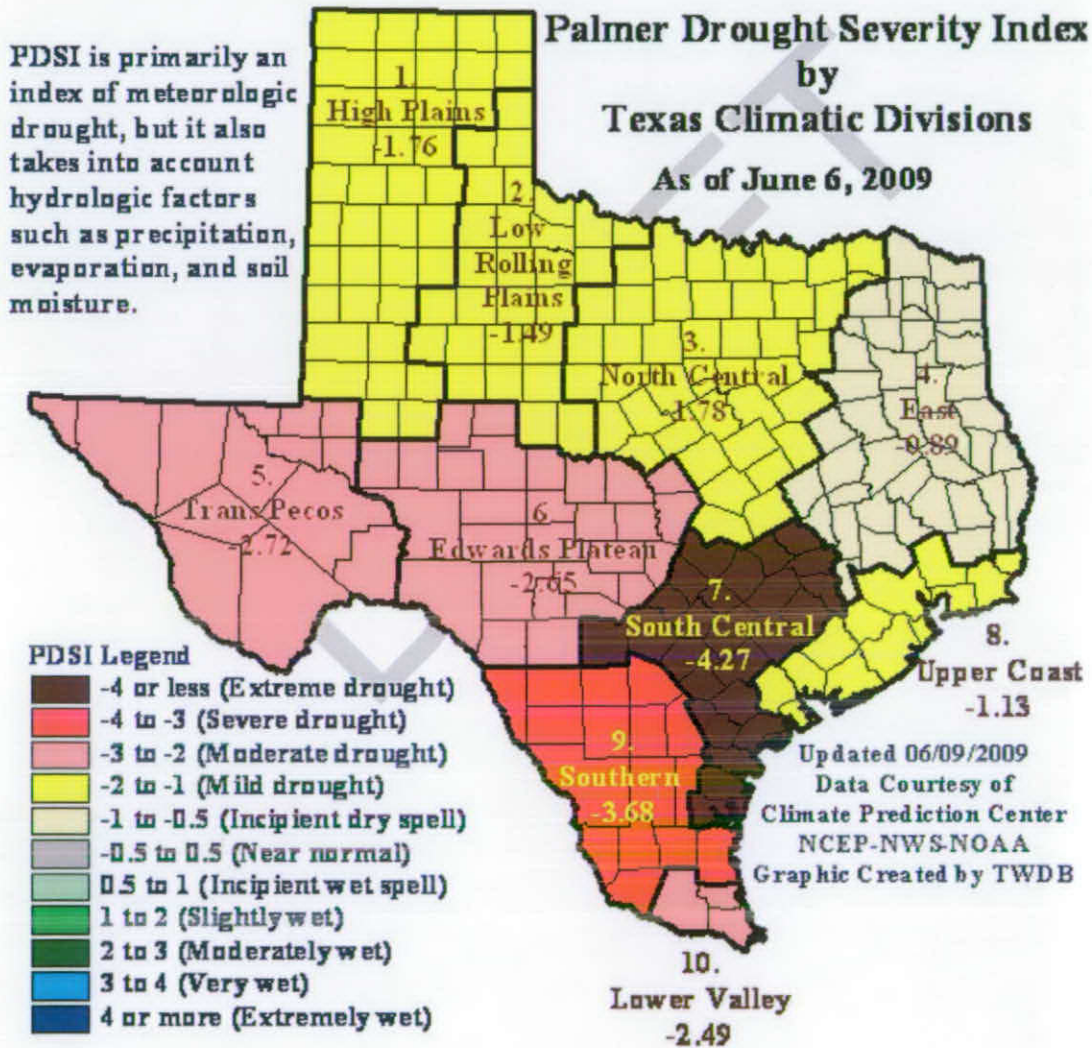 Palmer Drought Severity Index
by
Texas Climatic Divisions
As of June 6, 2009
PDSI is primarily an
index of meteorologic
drought, but it also
takes into account
hydrologic factors
such as precipitation,
evaporation, and soil
moisture.
1.
High Plains
-1.76
2.
Low
Rolling
Plains
-1.49
3.
North Central
-1.78
4.
East
-0.89
5.
Trans Pecos
-2.72
6
Edwards Plateau
-2.65
7.
South Central
-4.27
8.
Upper Coast
-1.13
9.
Southern
-3.68
10.
Lower Valley
-2.49
PDSI Legend
-4 or less (Extreme drought)
-4 to -3 (Severe drought)
-3 to -2 (Moderate drought)
-2 to -1 (Mild drought)
-1 to -0.5 (Incipient dry spell)
-0.5 to 0.5 (Near normal)
0.5 to 1 (Incipient wet spell)
1 to 2 (Slightly wet)
2 to 3 (Moderately wet)
3 to 4 (Very wet)
4 or more (Extremely wet)
Updated 06/09/2009
Data Courtesy of
Climate Prediction Center
NCEP-NWS-NOAA
Graphic Created by TWDB